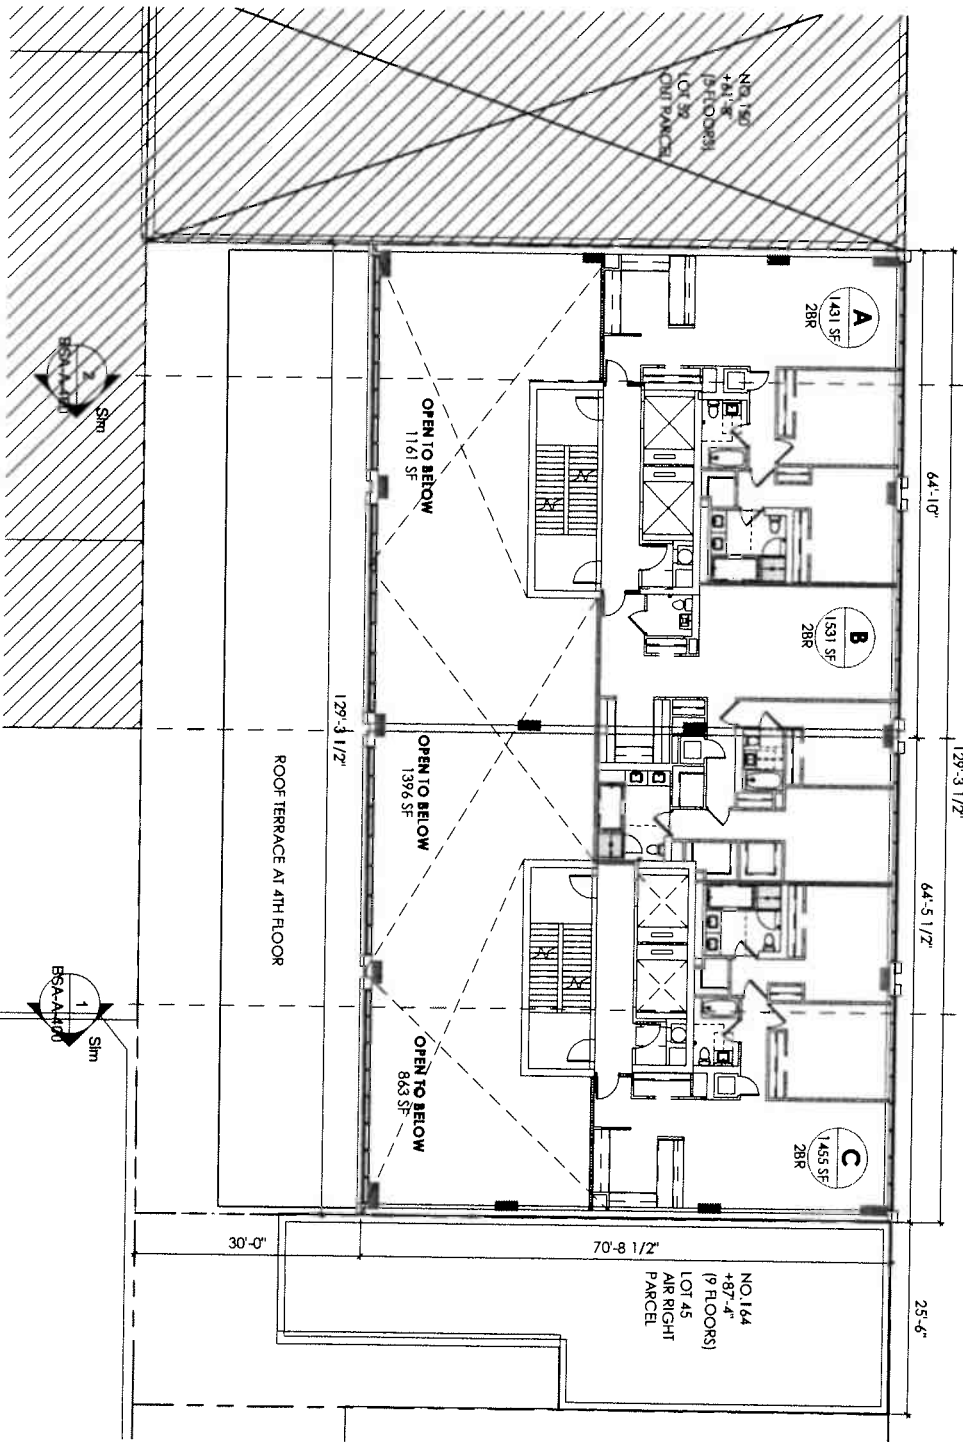 NO. 150
+61'-8"
(5 FLOORS)
LOT 39
OUT PARCEL
A
1431 SF
2BR
64'-10"
129'-3 1/2"
B
1531 SF
2BR
64'-5 1/2"
C
1455 SF
2BR
25'-6"
OPEN TO BELOW
1161 SF
OPEN TO BELOW
1396 SF
OPEN TO BELOW
863 SF
129'-3 1/2"
ROOF TERRACE AT 4TH FLOOR
30'-0"
70'-8 1/2"
NO.164
+87'-4"
(9 FLOORS)
LOT 45
AIR RIGHT
PARCEL
2
Sim
1
BSA-A-400
Sim